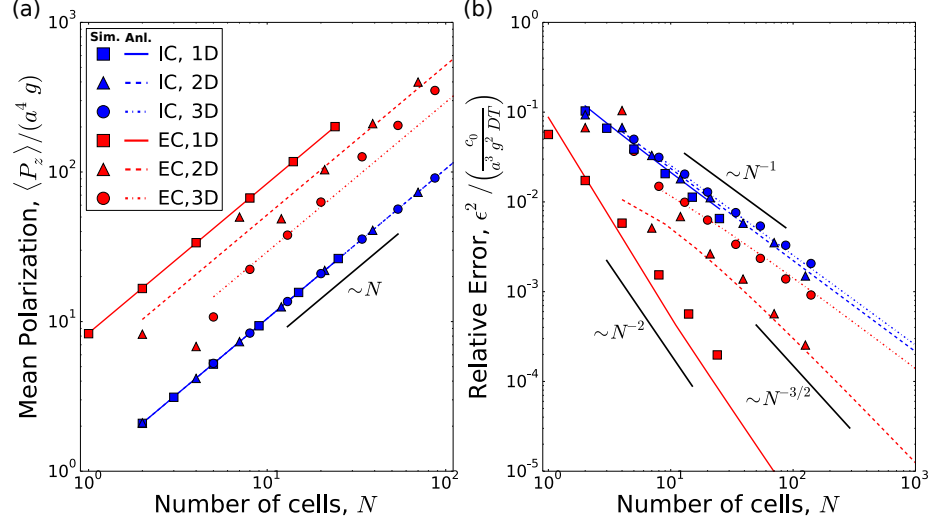 (a)
(b)
Mean Polarization, ⟨P_z⟩/(a^4 g)
10^3
10^2
10^1
10^0
Sim. Anl.
IC, 1D
IC, 2D
IC, 3D
EC,1D
EC,2D
EC,3D
~N
10^0 10^1 10^2
Number of cells, N
Relative Error, ϵ^2/(c_0/(a^3 g^2 DT))
10^0
10^-1
10^-2
10^-3
10^-4
10^-5
~N^-1
~N^-2
~N^-3/2
10^0 10^1 10^2 10^3
Number of cells, N